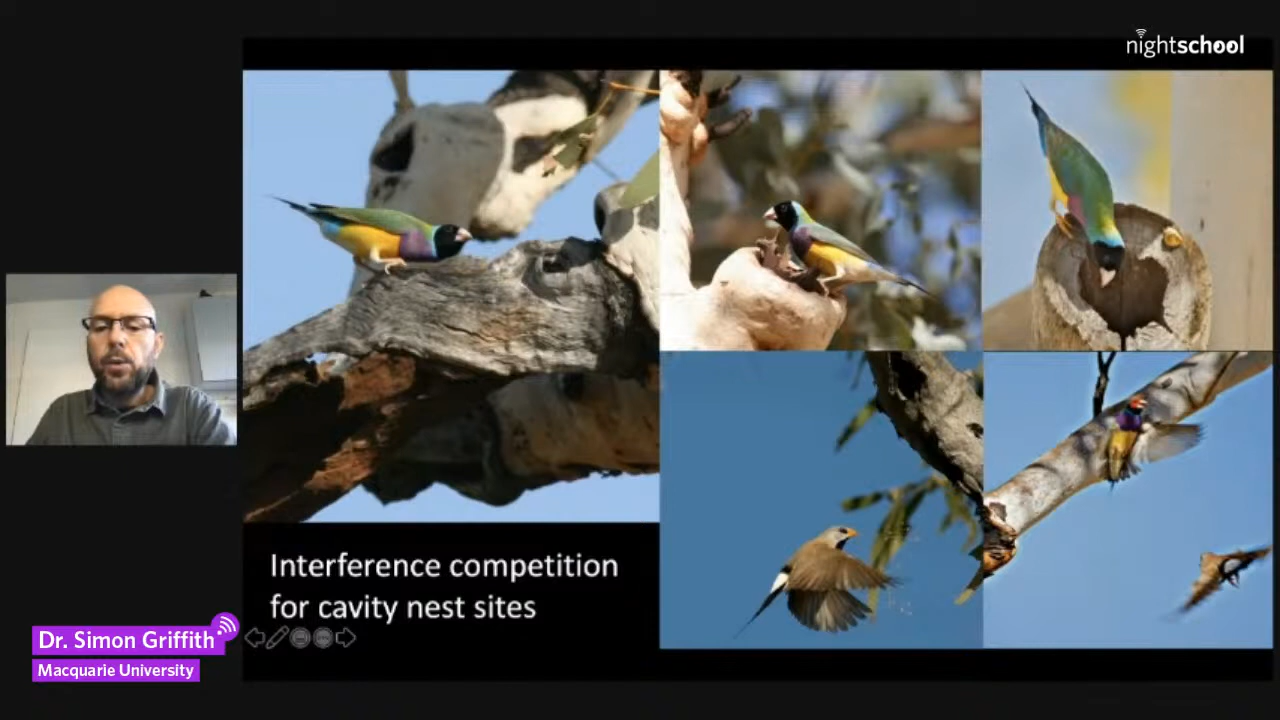 nightschool
Interference competition
for cavity nest sites
Dr. Simon Griffith
Macquarie University